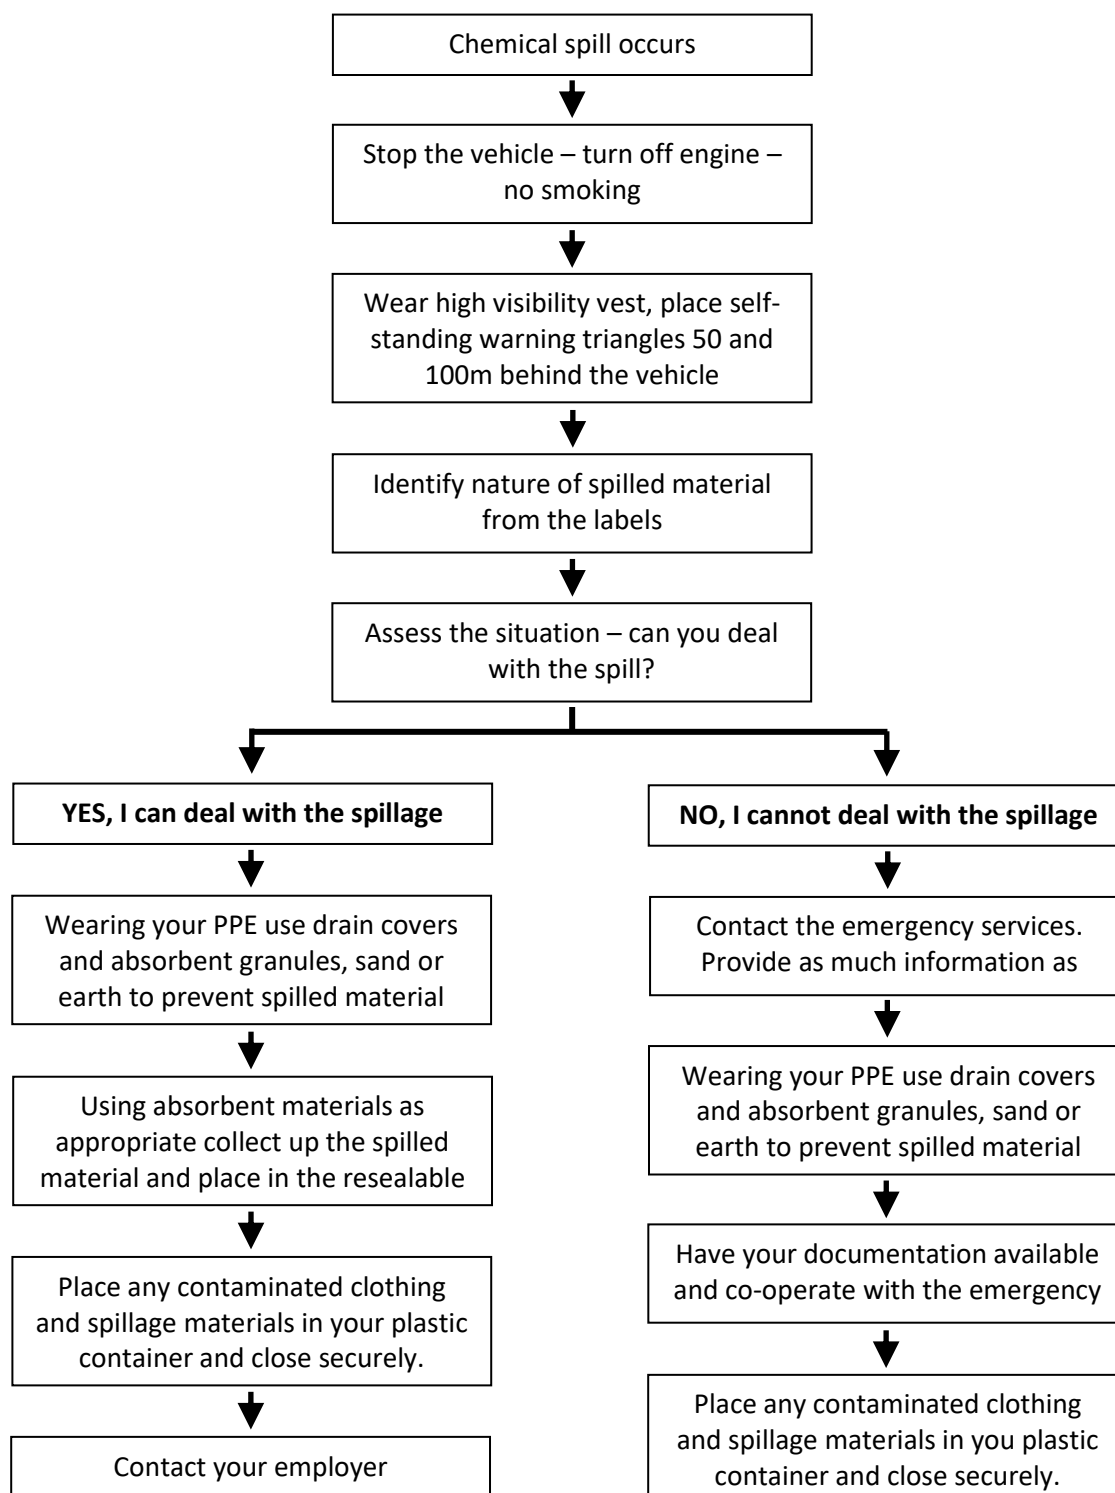 Chemical spill occurs
Stop the vehicle – turn off engine –
no smoking
Wear high visibility vest, place self-
standing warning triangles 50 and
100m behind the vehicle
Identify nature of spilled material
from the labels
Assess the situation – can you deal
with the spill?
YES, I can deal with the spillage
Wearing your PPE use drain covers
and absorbent granules, sand or
earth to prevent spilled material
Using absorbent materials as
appropriate collect up the spilled
material and place in the resealable
Place any contaminated clothing
and spillage materials in your plastic
container and close securely.
Contact your employer
NO, I cannot deal with the spillage
Contact the emergency services.
Provide as much information as
Wearing your PPE use drain covers
and absorbent granules, sand or
earth to prevent spilled material
Have your documentation available
and co-operate with the emergency
Place any contaminated clothing
and spillage materials in you plastic
container and close securely.